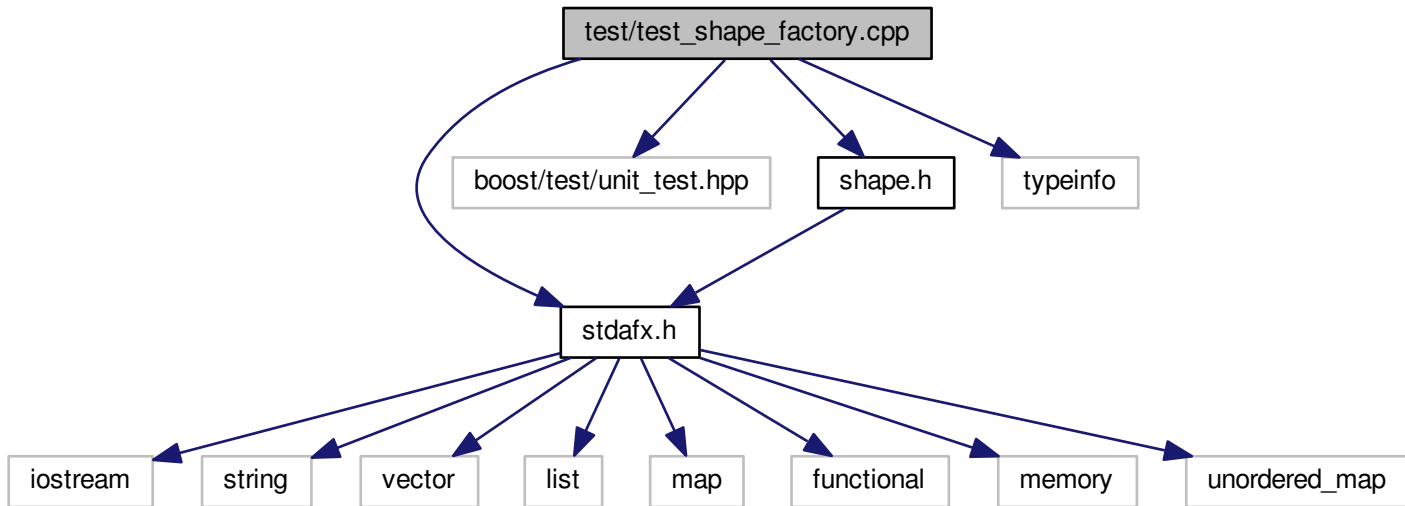 test/test_shape_factory.cpp
boost/test/unit_test.hpp
shape.h
typeinfo
stdafx.h
iostream
string
vector
list
map
functional
memory
unordered_map